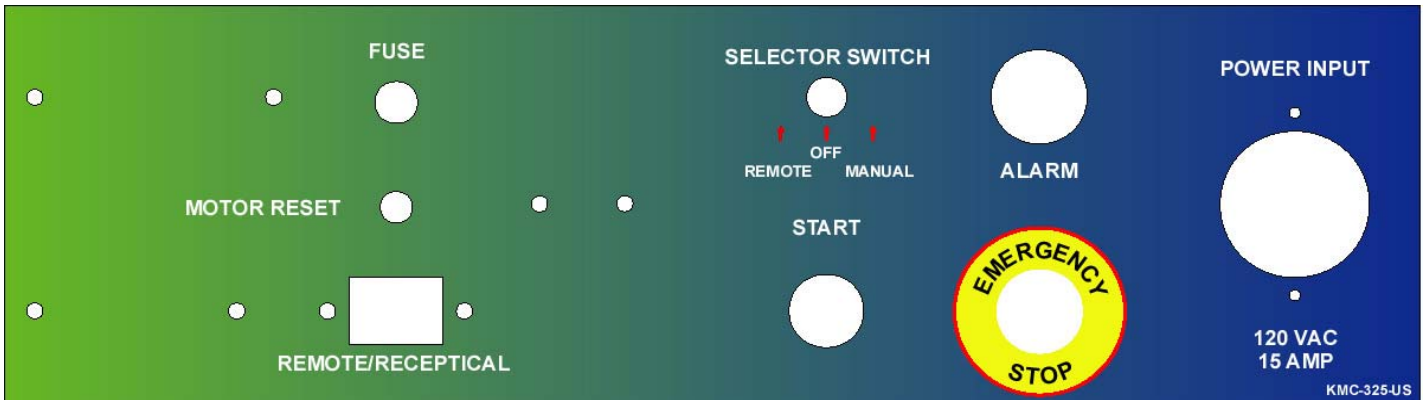 FUSE
MOTOR RESET
REMOTE/RECEPTICAL
SELECTOR SWITCH
OFF
REMOTE MANUAL
START
ALARM
EMERGENCY
STOP
POWER INPUT
120 VAC
15 AMP
KMC-325-US